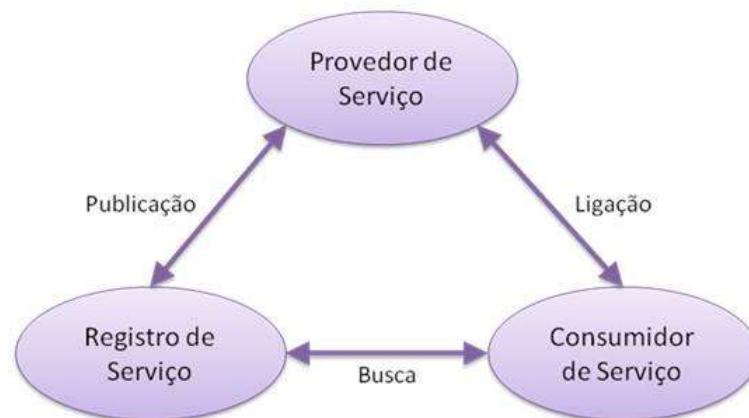 Provedor de
Serviço
Publicação
Ligação
Registro de
Serviço
Busca
Consumidor
de Serviço